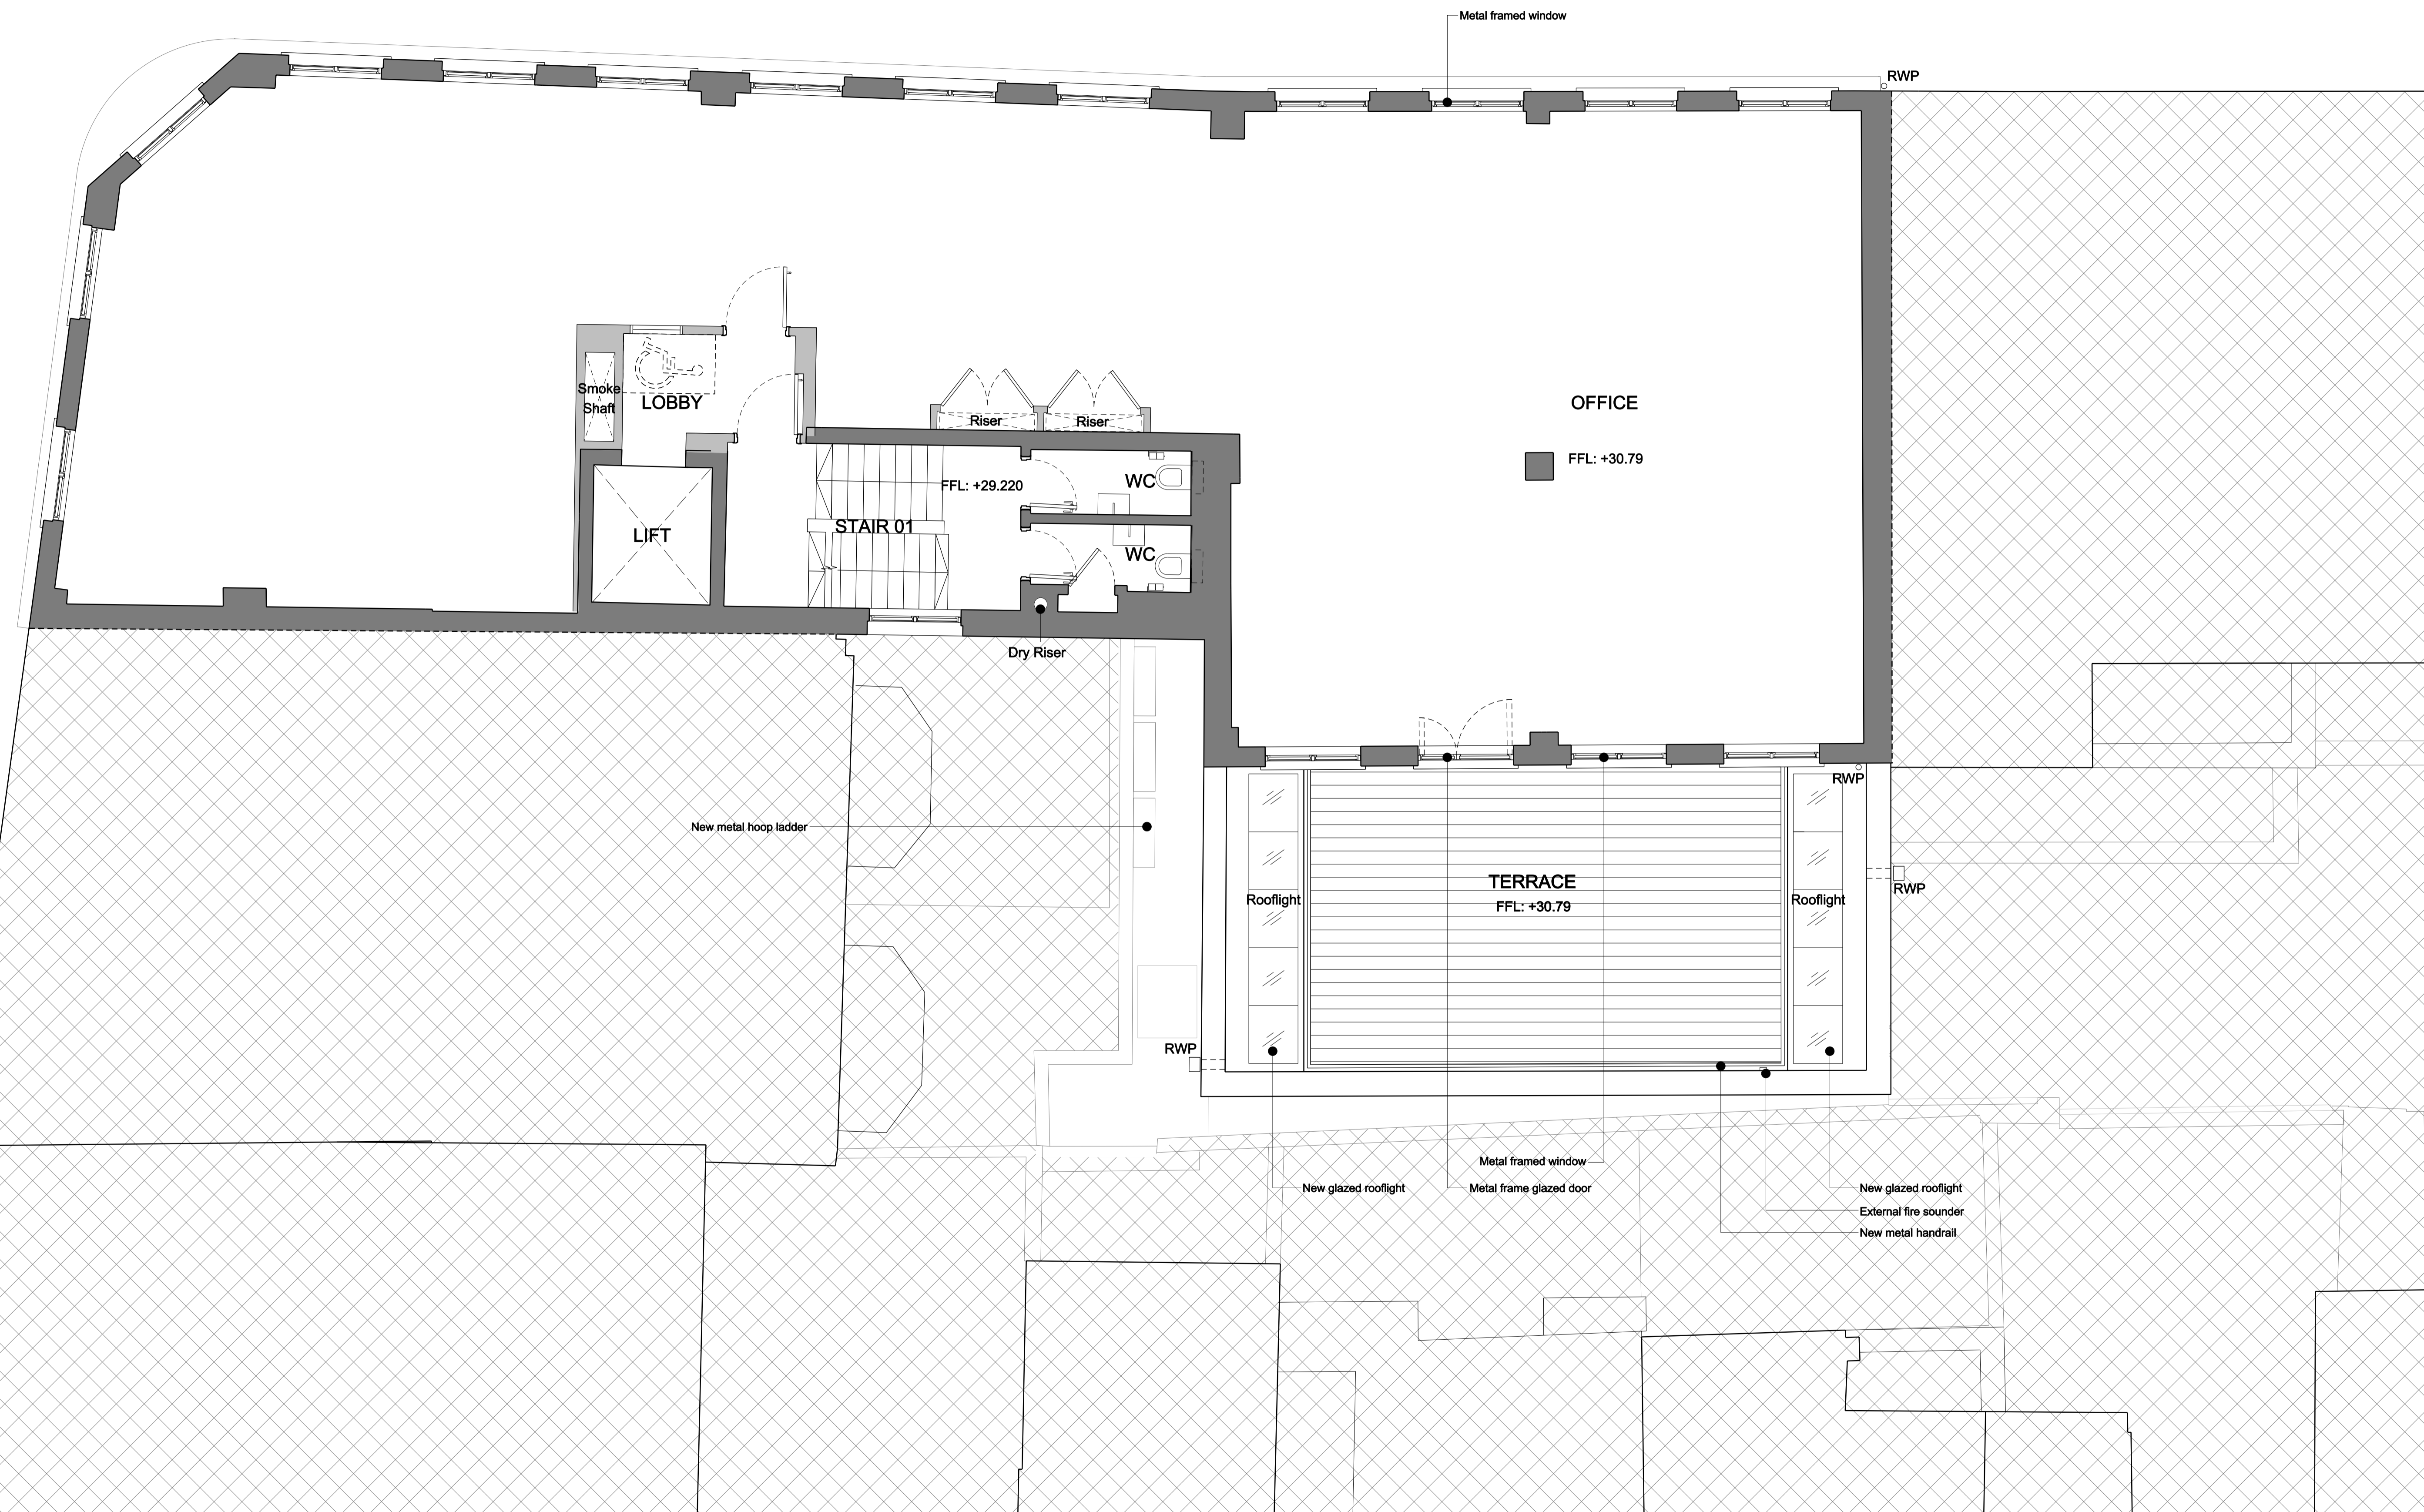 Metal framed window
RWP
Smoke
Shaft
LOBBY
OFFICE
Riser
Riser
FFL: +30.79
WC
FFL: +29.220
STAIR 01
LIFT
WC
Dry Riser
RWP
New metal hoop ladder
TERRACE
RWP
Rooflight
Rooflight
FFL: +30.79
RWP
Metal framed window
New glazed rooflight
Metal frame glazed door
New glazed rooflight
External fire sounder
New metal handrail